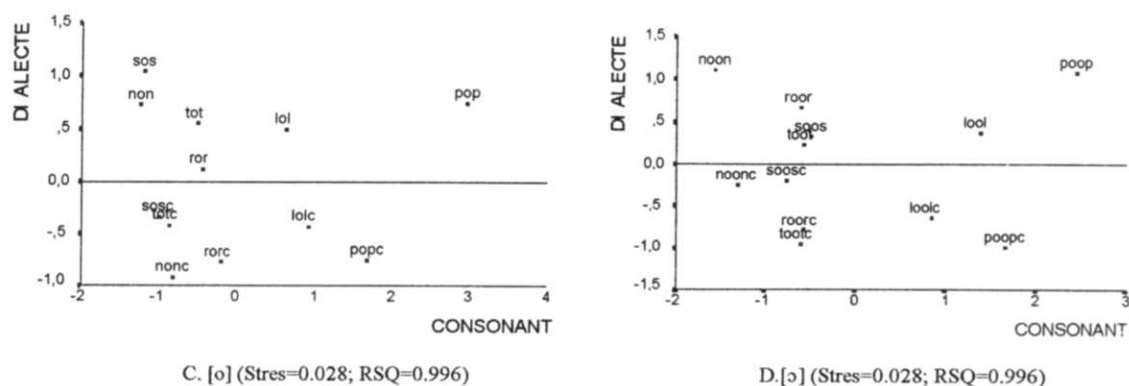 DI ALECTE
1,5
1,0
,5
0,0
-,5
-1,0
-2
-1
0
1
2
3
4
CONSONANT
sos
non
tot
lol
pop
ror
sosc
totc
lolc
nonc
rorc
popc
C. [o] (Stres=0.028; RSQ=0.996)
DI ALECTE
1,5
1,0
,5
0,0
-,5
-1,0
-1,5
-2
-1
0
1
2
3
CONSONANT
noon
poop
roor
soos
toot
lool
noonc
soosc
roorc
tootc
loolc
poopc
D.[ɔ] (Stres=0.028; RSQ=0.996)